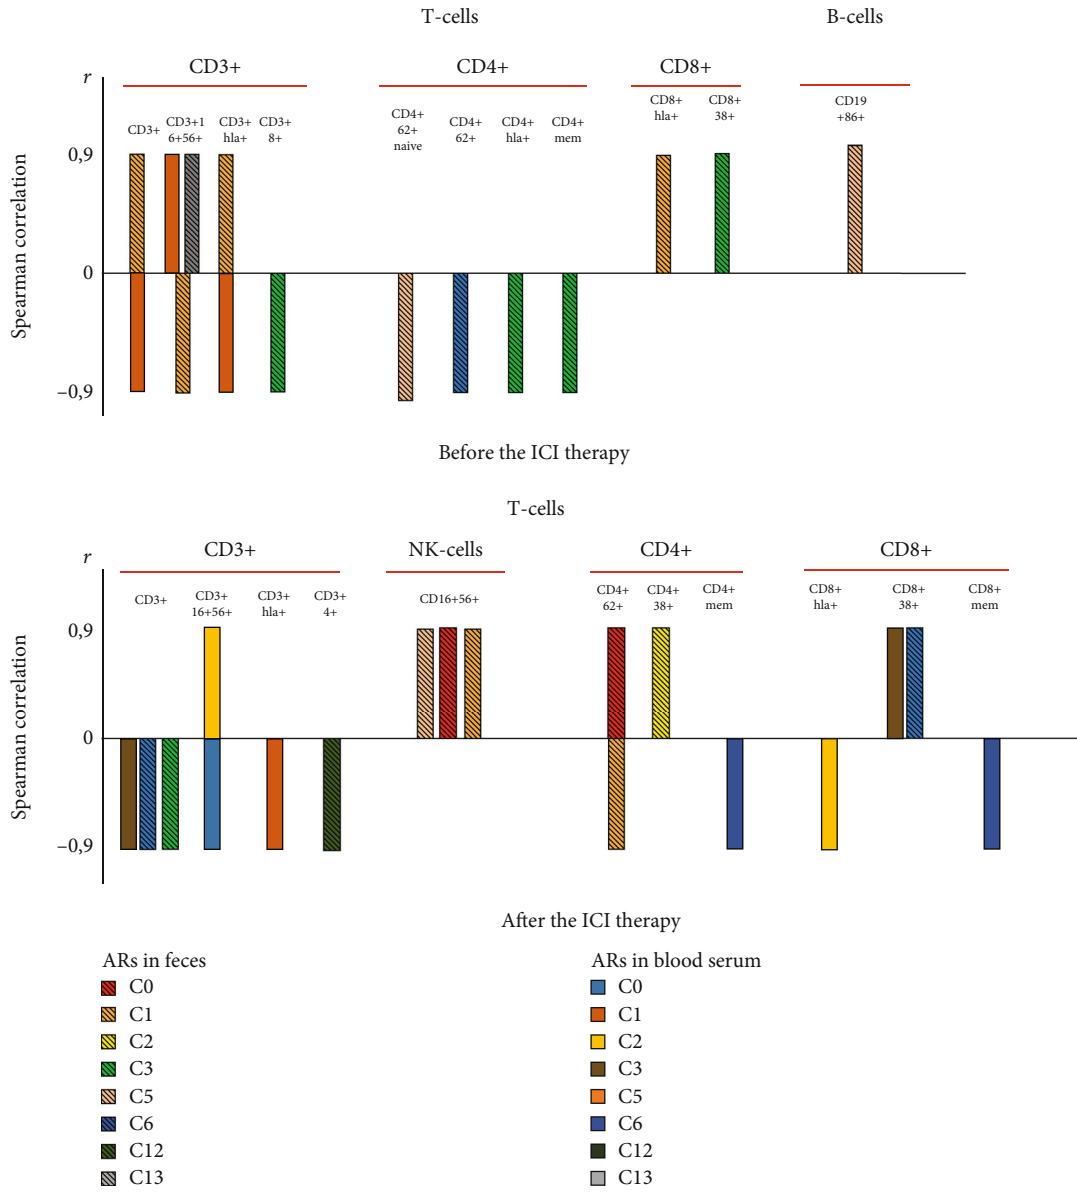 T-cells
B-cells
CD3+
CD4+
CD8+
r
CD3+
CD3+1
6+56+
CD3+
hla+
CD3+
8+
CD4+
62+
naive
CD4+
62+
CD4+
hla+
CD4+
mem
CD8+
hla+
CD8+
38+
CD19
+86+
0,9
0
–0,9
Spearman correlation
Before the ICI therapy
T-cells
CD3+
NK-cells
CD4+
CD8+
r
CD3+
CD3+
16+56+
CD3+
hla+
CD3+
4+
CD16+56+
CD4+
62+
CD4+
38+
CD4+
mem
CD8+
hla+
CD8+
38+
CD8+
mem
0,9
0
–0,9
Spearman correlation
After the ICI therapy
ARs in feces
C0
C1
C2
C3
C5
C6
C12
C13
ARs in blood serum
C0
C1
C2
C3
C5
C6
C12
C13